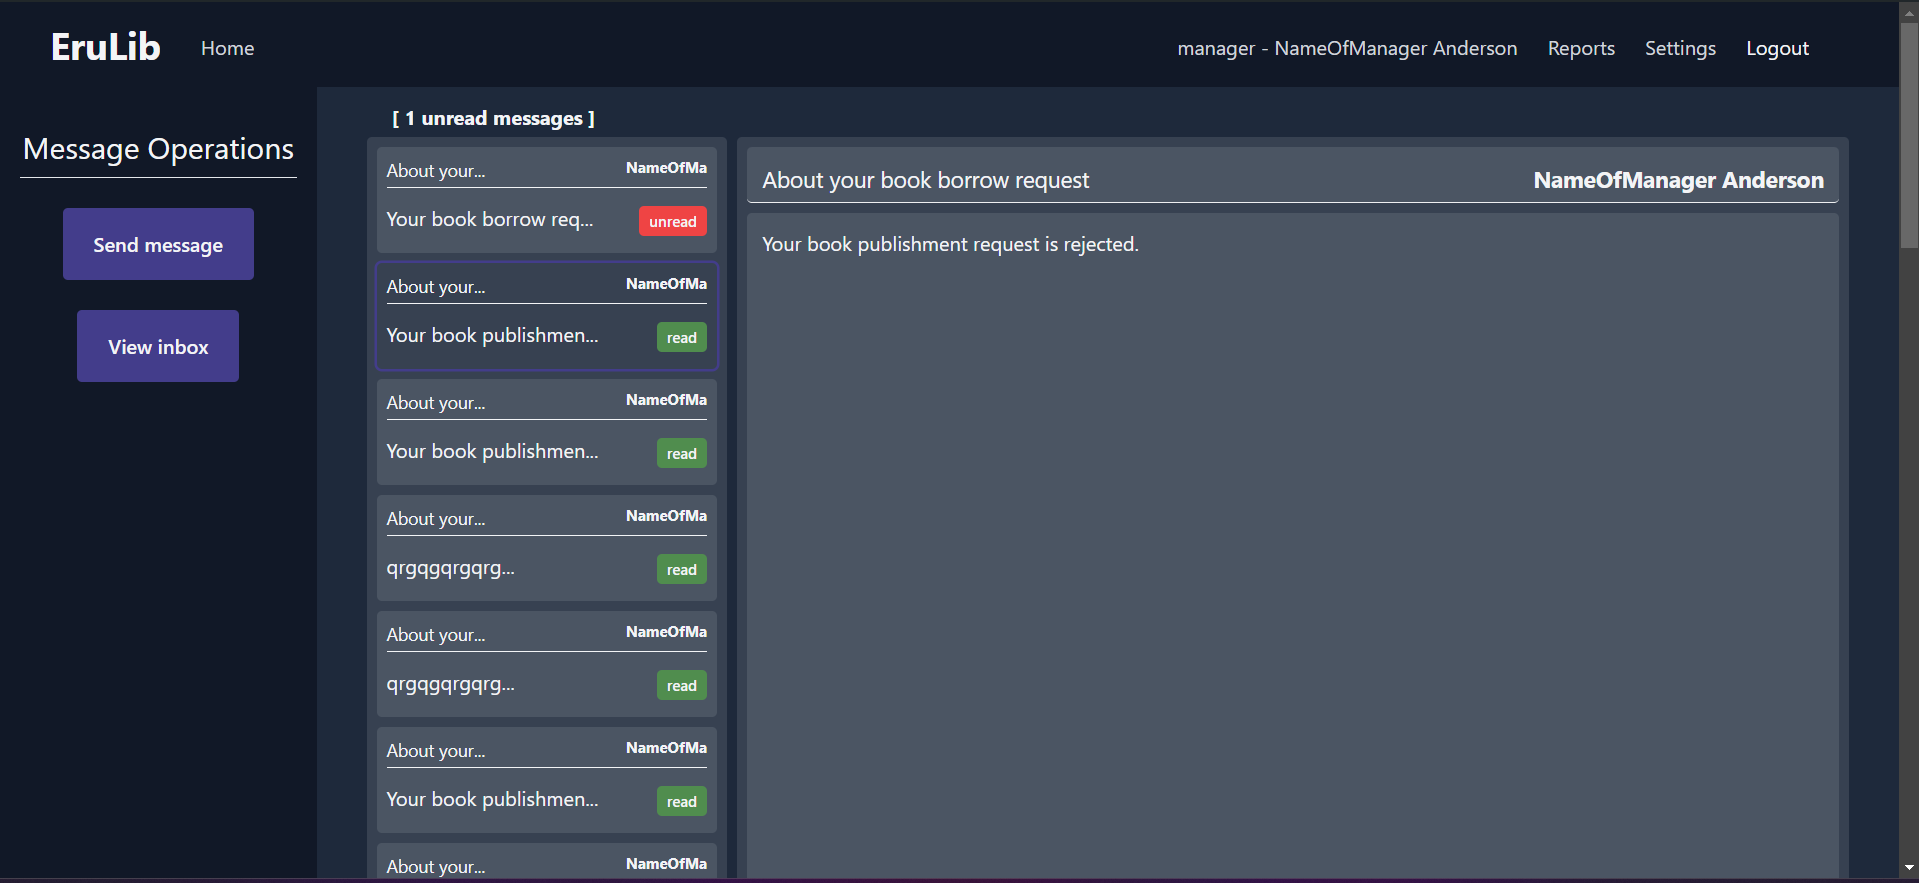 EruLib Home manager - NameOfManager Anderson Reports Settings Logout
Message Operations
Send message
View inbox
[ 1 unread messages ]
About your... NameOfMa
Your book borrow req... unread
About your... NameOfMa
Your book publishmen... read
About your... NameOfMa
Your book publishmen... read
About your... NameOfMa
qrgqgqrgqrg... read
About your... NameOfMa
qrgqgqrgqrg... read
About your... NameOfMa
Your book publishmen... read
About your... NameOfMa
About your book borrow request NameOfManager Anderson
Your book publishment request is rejected.